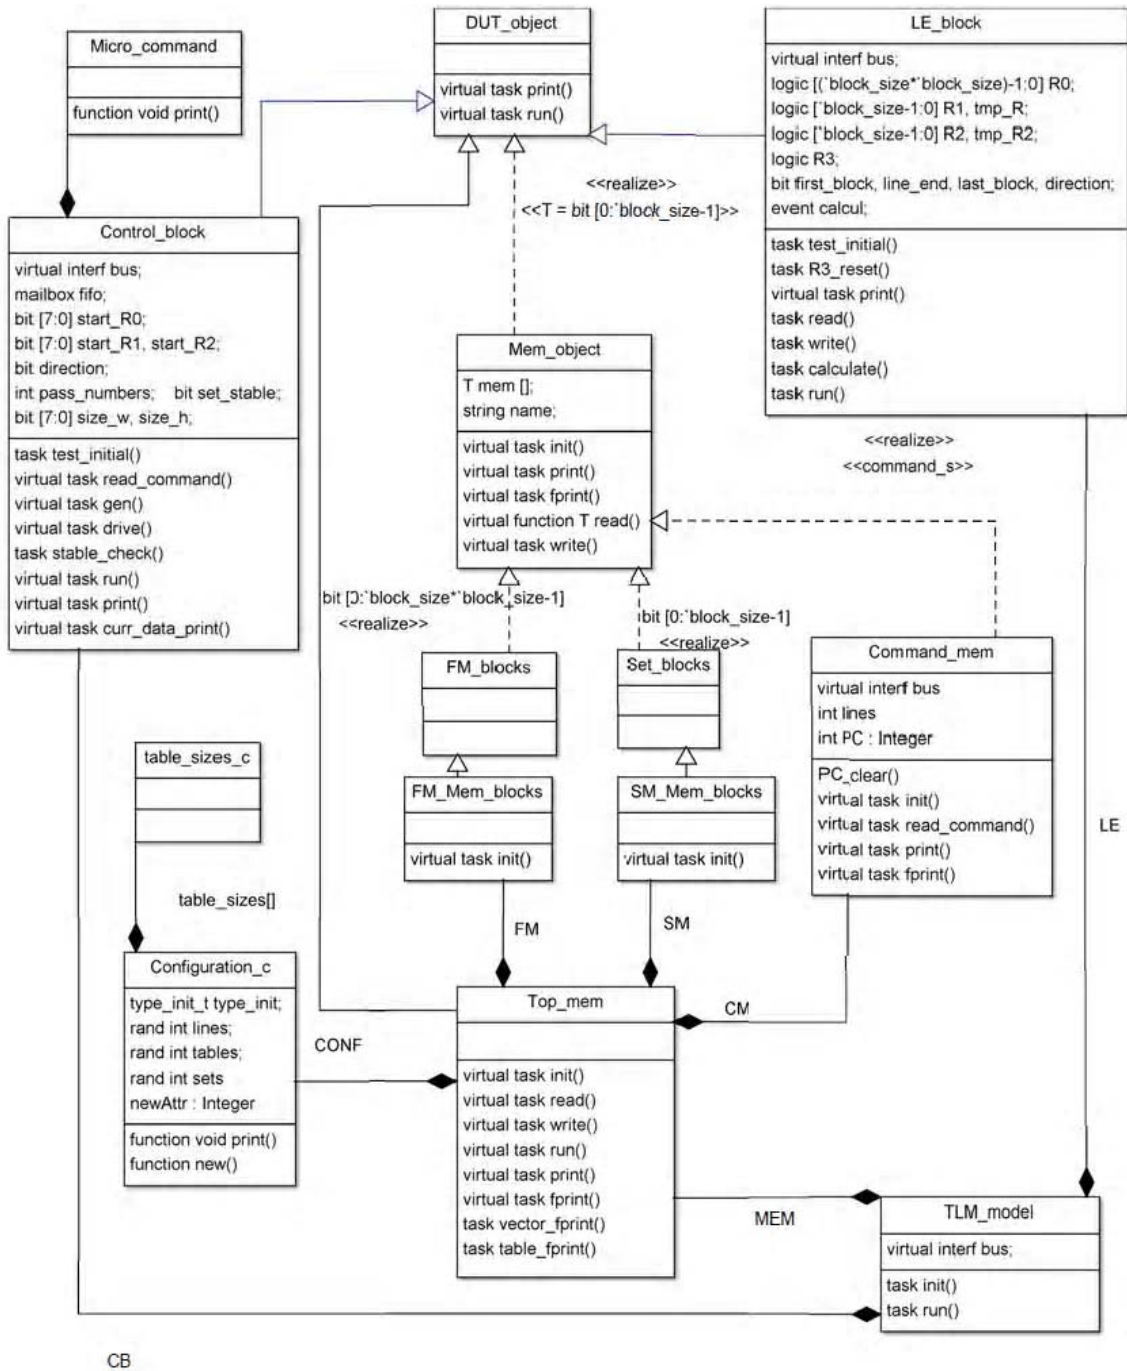 Micro_command
function void print()
DUT_object
virtual task print()
virtual task run()
LE_block
virtual interf bus;
logic [(`block_size*`block_size)-1:0] R0;
logic [`block_size-1:0] R1, tmp_R;
logic [`block_size-1:0] R2, tmp_R2;
logic R3;
bit first_block, line_end, last_block, direction;
event calcul;
task test_initial()
task R3_reset()
virtual task print()
task read()
task write()
task calculate()
task run()
<<realize>>
<<T = bit [0:`block_size-1]>>
Control_block
virtual interf bus;
mailbox fifo;
bit [7:0] start_R0;
bit [7:0] start_R1, start_R2;
bit direction;
int pass_numbers; bit set_stable;
bit [7:0] size_w, size_h;
task test_initial()
virtual task read_command()
virtual task gen()
virtual task drive()
task stable_check()
virtual task run()
virtual task print()
virtual task curr_data_print()
Mem_object
T mem [];
string name;
virtual task init()
virtual task print()
virtual task fprint()
virtual function T read()
virtual task write()
<<realize>>
<<command_s>>
bit [0:`block_size*`block_size-1]
<<realize>>
bit [0:`block_size-1]
<<realize>>
FM_blocks
Set_blocks
Command_mem
virtual interf bus
int lines
int PC : Integer
PC_clear()
virtual task init()
virtual task read_command()
virtual task print()
virtual task fprint()
table_sizes_c
FM_Mem_blocks
virtual task init()
SM_Mem_blocks
virtual task init()
LE
table_sizes[]
FM
SM
Configuration_c
type_init_t type_init;
rand int lines;
rand int tables;
rand int sets
newAttr : Integer
function void print()
function new()
CONF
Top_mem
virtual task init()
virtual task read()
virtual task write()
virtual task run()
virtual task print()
virtual task fprint()
task vector_fprint()
task table_fprint()
CM
MEM
TLM_model
virtual interf bus;
task init()
task run()
CB